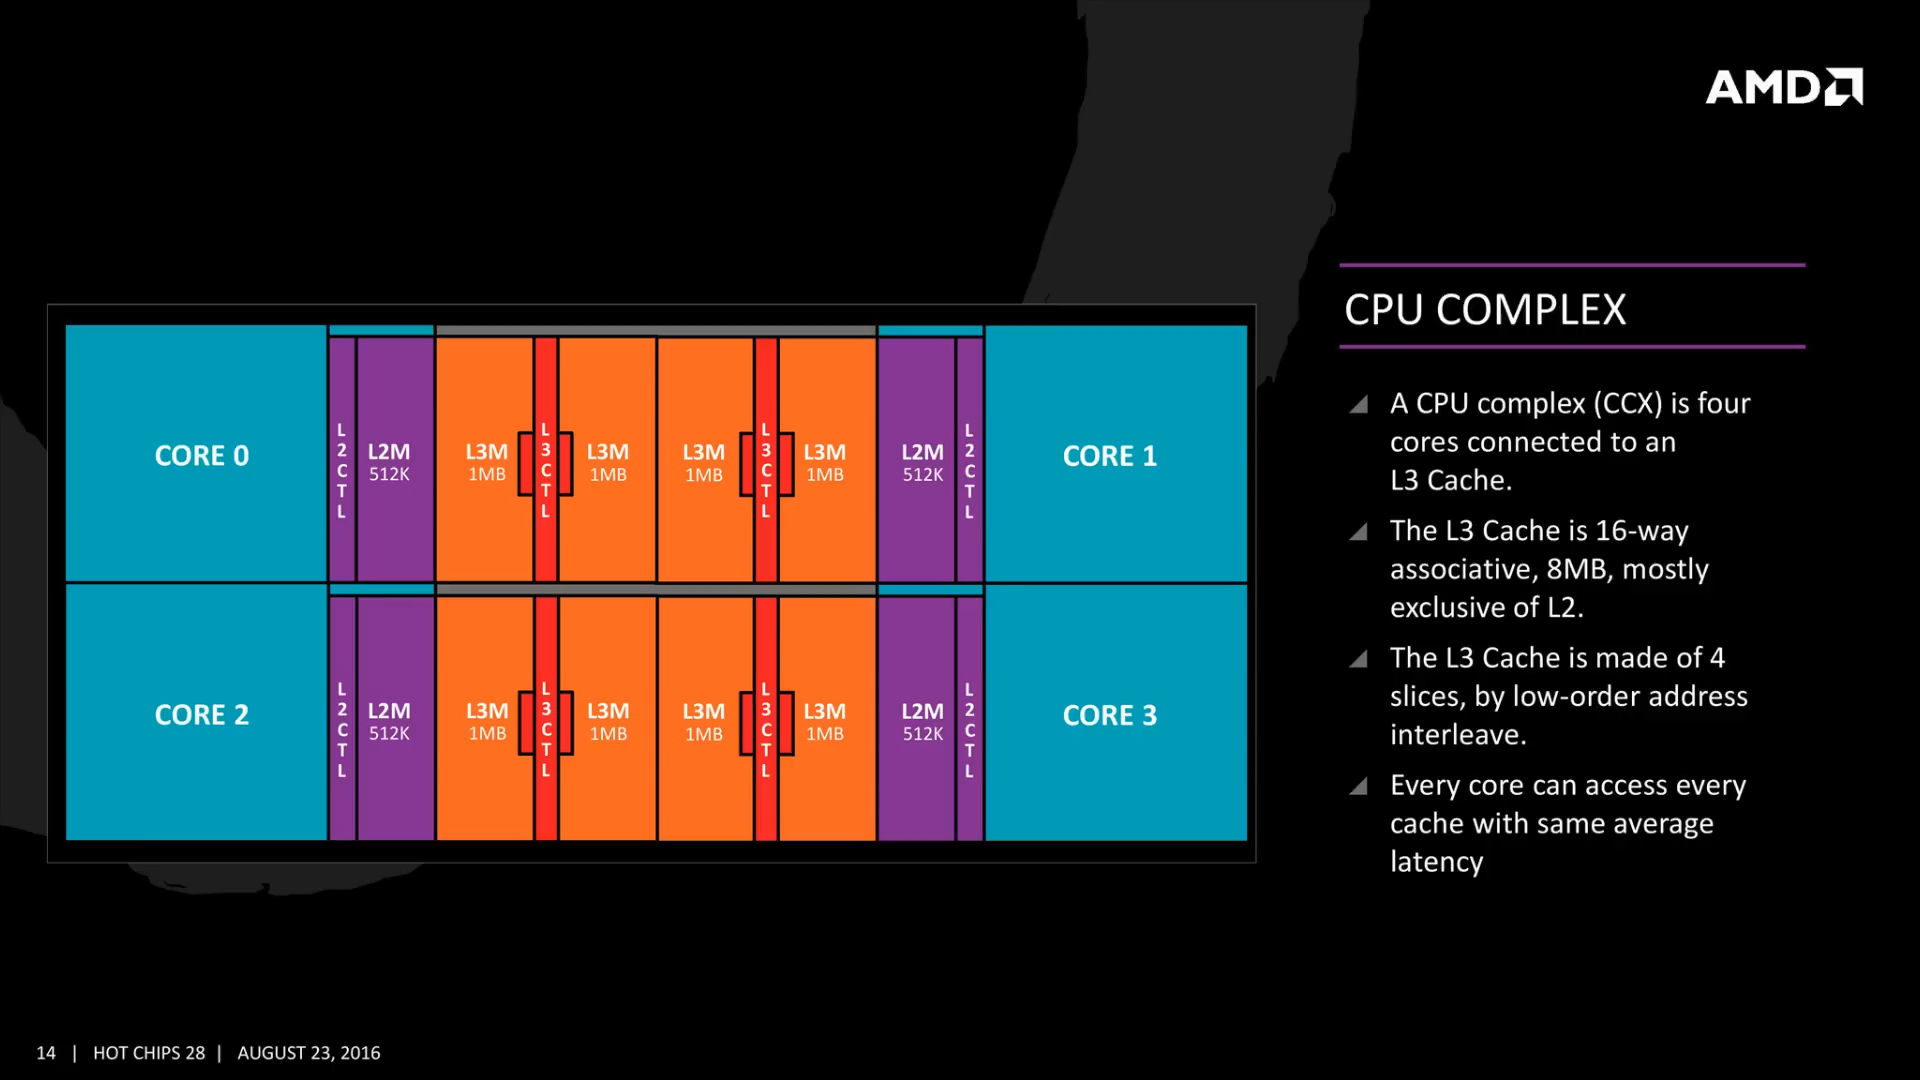 AMD
CPU COMPLEX
A CPU complex (CCX) is four
cores connected to an
L3 Cache.
The L3 Cache is 16-way
associative, 8MB, mostly
exclusive of L2.
The L3 Cache is made of 4
slices, by low-order address
interleave.
Every core can access every
cache with same average
latency
CORE 0
L2CTL
L2M
512K
L3M
1MB
L3CTL
L3M
1MB
L3M
1MB
L3CTL
L3M
1MB
L2M
512K
L2CTL
CORE 1
CORE 2
L2CTL
L2M
512K
L3M
1MB
L3CTL
L3M
1MB
L3M
1MB
L3CTL
L3M
1MB
L2M
512K
L2CTL
CORE 3
14 | HOT CHIPS 28 | AUGUST 23, 2016